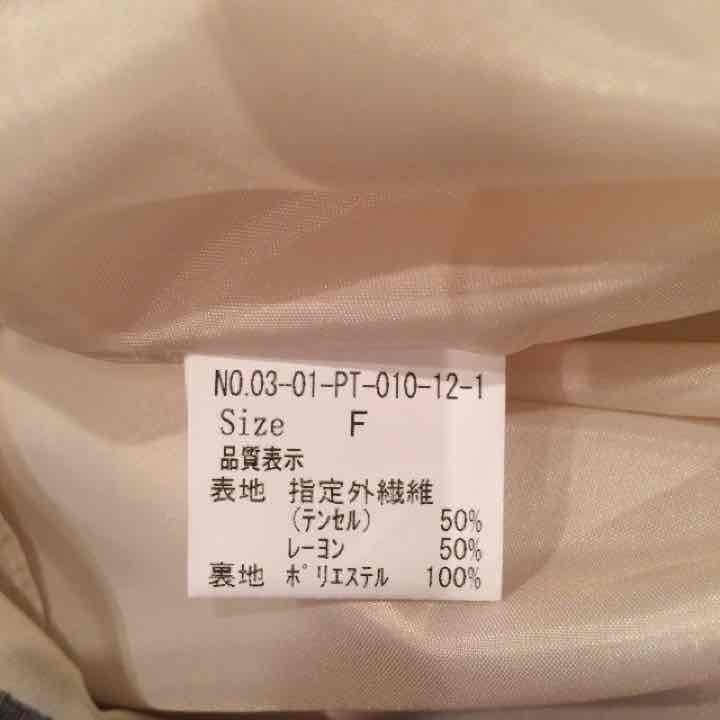 NO.03-01-PT-010-12-1
Size F
品質表示
表地 指定外繊維
(テンセル) 50%
レーヨン 50%
裏地 ポリエステル 100%